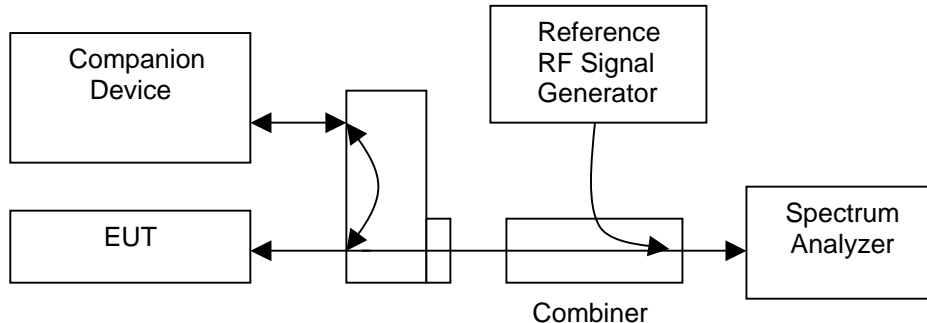 Companion
Device
Reference
RF Signal
Generator
EUT
Spectrum
Analyzer
Combiner